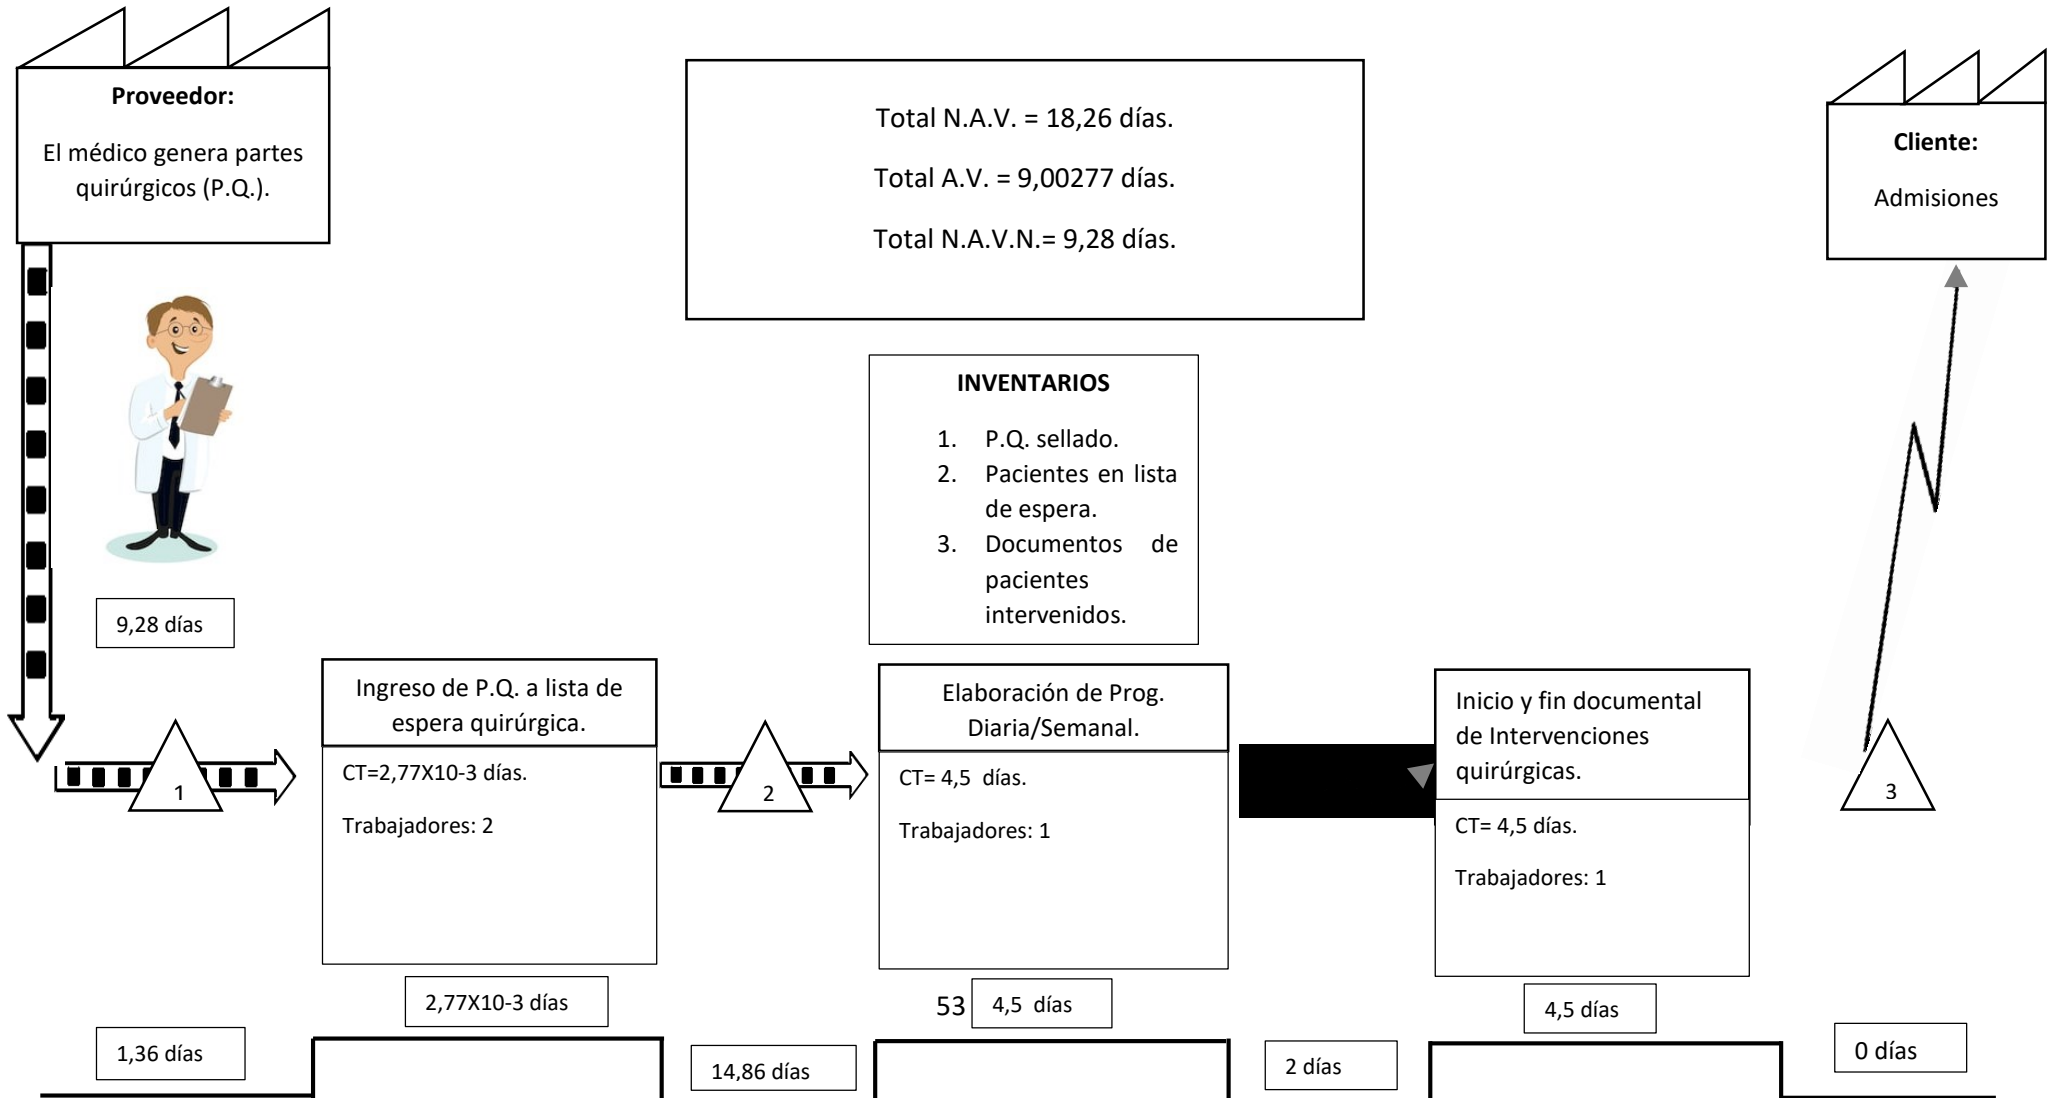 Proveedor:
El médico genera partes
quirúrgicos (P.Q.).
Total N.A.V. = 18,26 días.
Total A.V. = 9,00277 días.
Total N.A.V.N.= 9,28 días.
Cliente:
Admisiones
INVENTARIOS
1. P.Q. sellado.
2. Pacientes en lista
de espera.
3. Documentos de
pacientes
intervenidos.
9,28 días
1
Ingreso de P.Q. a lista de
espera quirúrgica.
CT=2,77X10-3 días.
Trabajadores: 2
2
Elaboración de Prog.
Diaria/Semanal.
CT= 4,5 días.
Trabajadores: 1
Inicio y fin documental
de Intervenciones
quirúrgicas.
CT= 4,5 días.
Trabajadores: 1
3
2,77X10-3 días
53
4,5 días
4,5 días
1,36 días
14,86 días
2 días
0 días